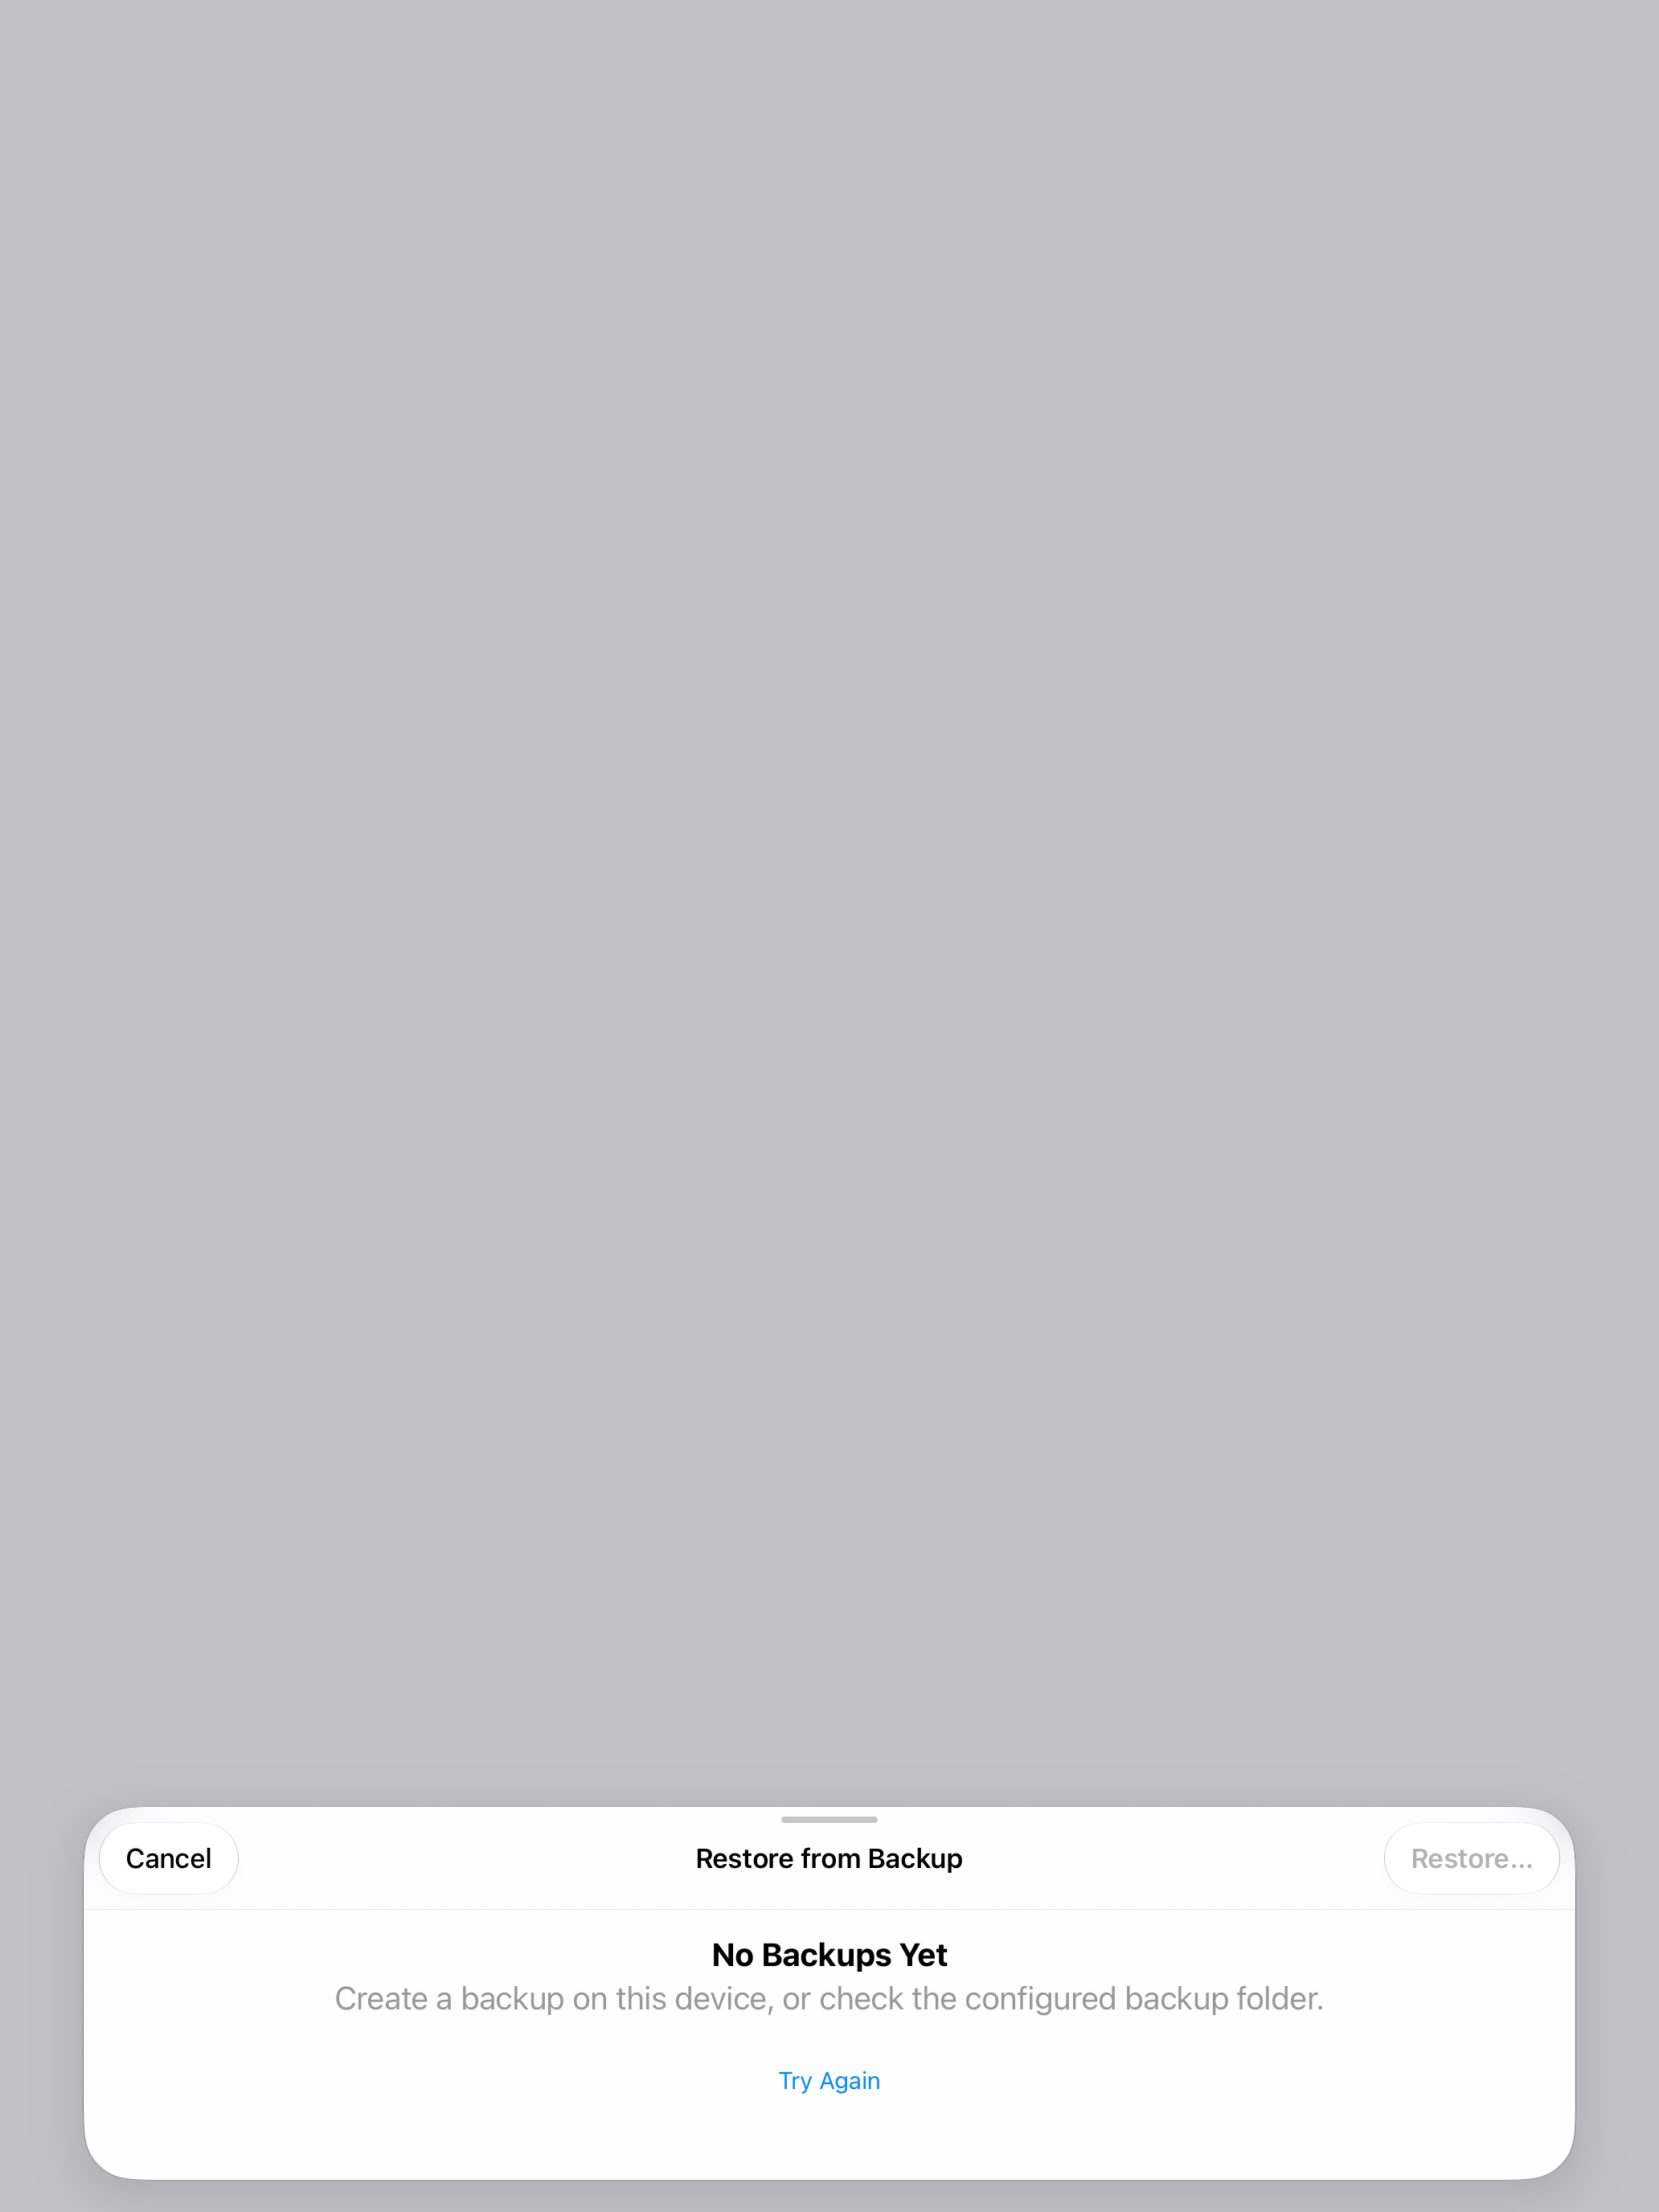 Cancel
Restore from Backup
Restore...
No Backups Yet
Create a backup on this device, or check the configured backup folder.
Try Again